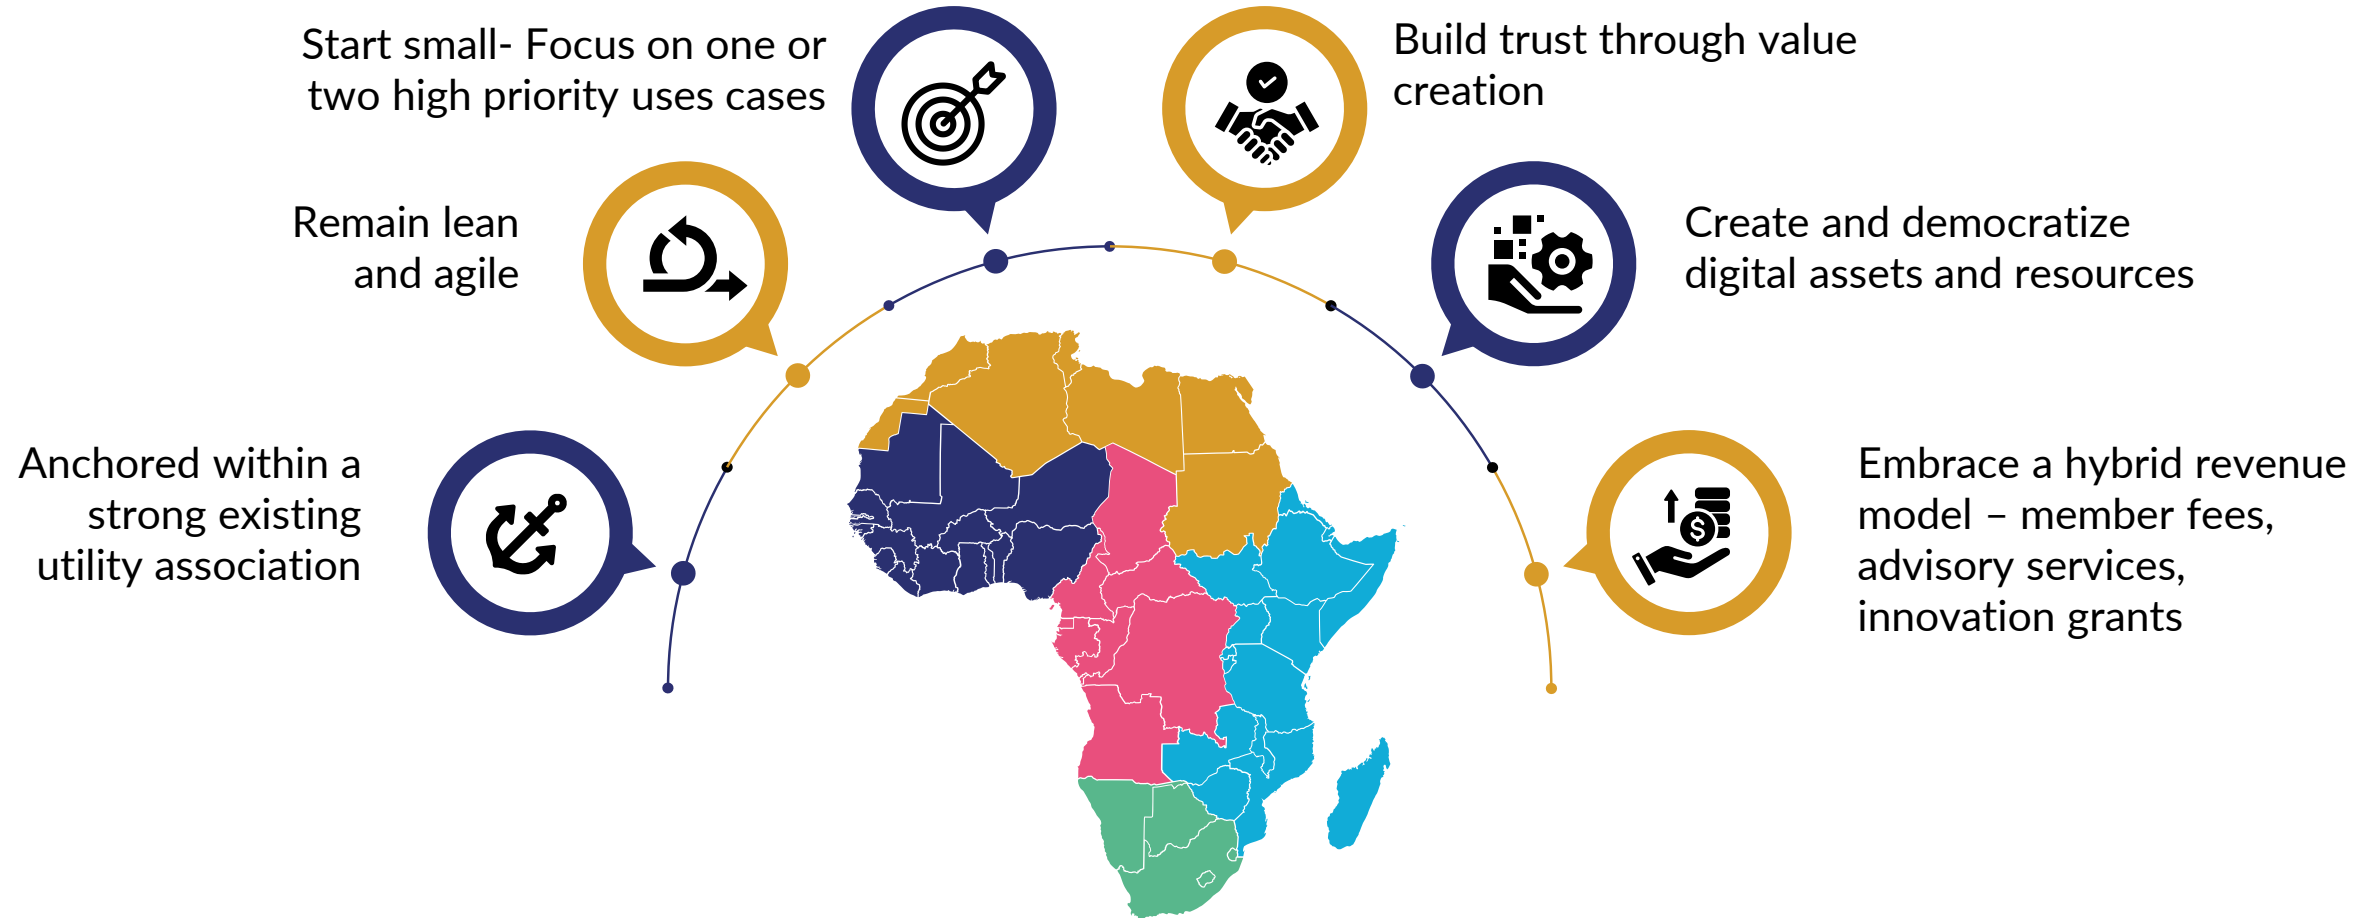 Start small- Focus on one or
two high priority uses cases
Build trust through value
creation
Remain lean
and agile
Create and democratize
digital assets and resources
Anchored within a
strong existing
utility association
Embrace a hybrid revenue
model – member fees,
advisory services,
innovation grants